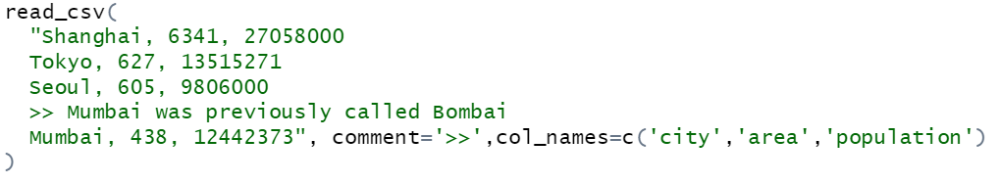 read_csv(
  "Shanghai, 6341, 27058000
  Tokyo, 627, 13515271
  Seoul, 605, 9806000
  >> Mumbai was previously called Bombai
  Mumbai, 438, 12442373", comment='>>',col_names=c('city','area','population')
)